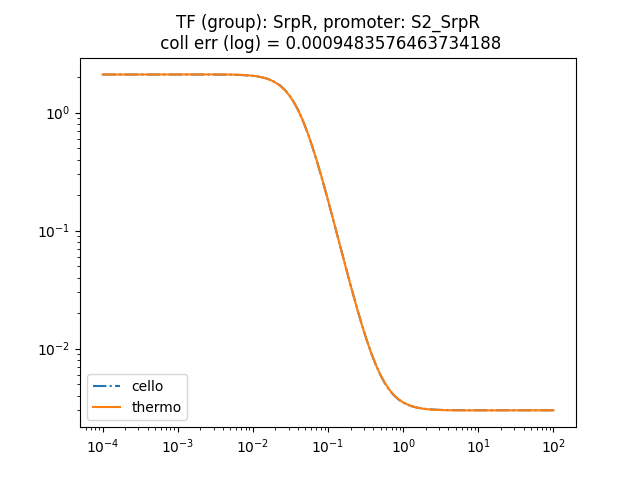 TF (group): SrpR, promoter: S2_SrpR
coll err (log) = 0.0009483576463734188
10⁰
10⁻¹
10⁻²
cello
thermo
10⁻⁴
10⁻³
10⁻²
10⁻¹
10⁰
10¹
10²